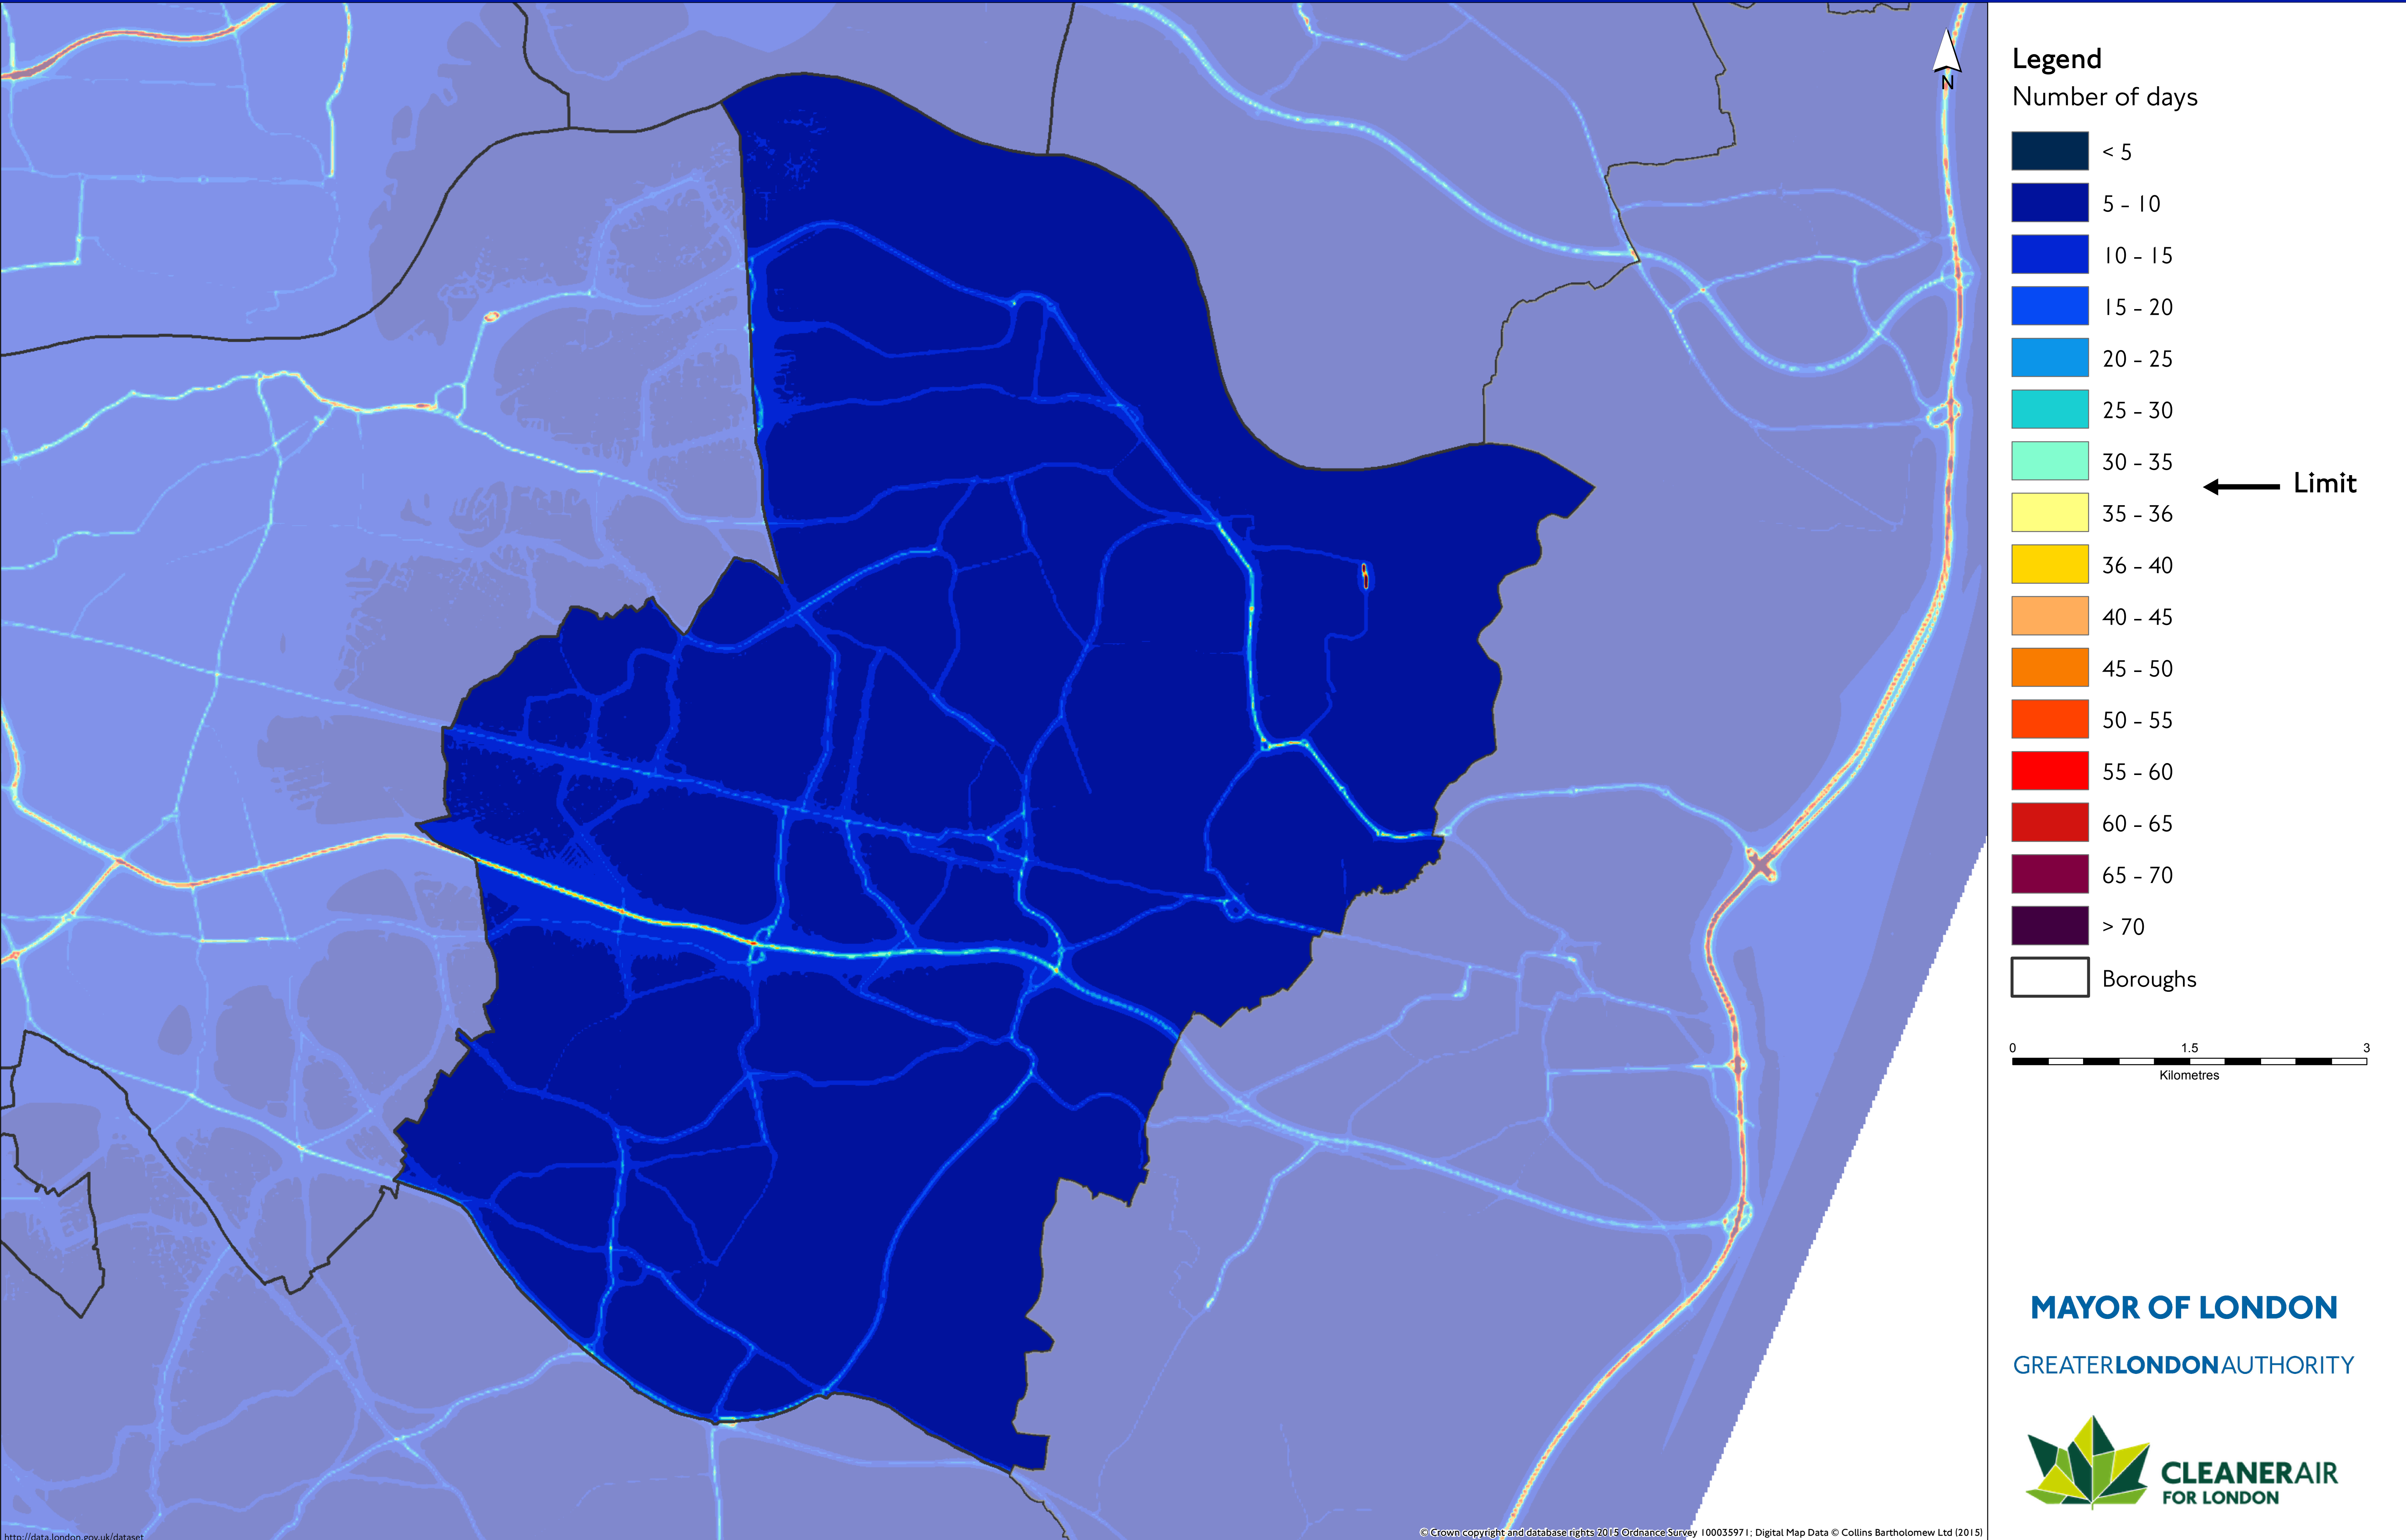 N
Legend
Number of days
< 5
5 - 10
10 - 15
15 - 20
20 - 25
25 - 30
30 - 35
Limit
35 - 36
36 - 40
40 - 45
45 - 50
50 - 55
55 - 60
60 - 65
65 - 70
> 70
Boroughs
0 1.5 3
Kilometres
MAYOR OF LONDON
GREATERLONDONAUTHORITY
CLEANERAIR
FOR LONDON
http://data.london.gov.uk/dataset
© Crown copyright and database rights 2015 Ordnance Survey 100035971; Digital Map Data © Collins Bartholomew Ltd (2015)